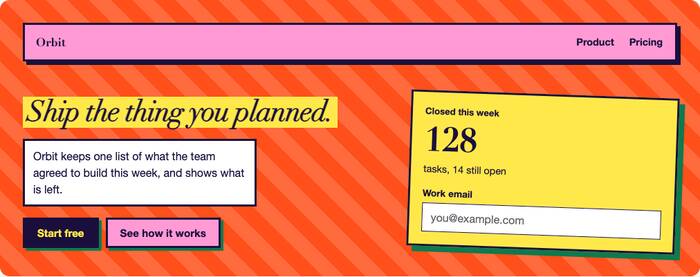 Orbit
Product
Pricing
Ship the thing you planned.
Orbit keeps one list of what the team
agreed to build this week, and shows what
is left.
Start free
See how it works
Closed this week
128
tasks, 14 still open
Work email
you@example.com